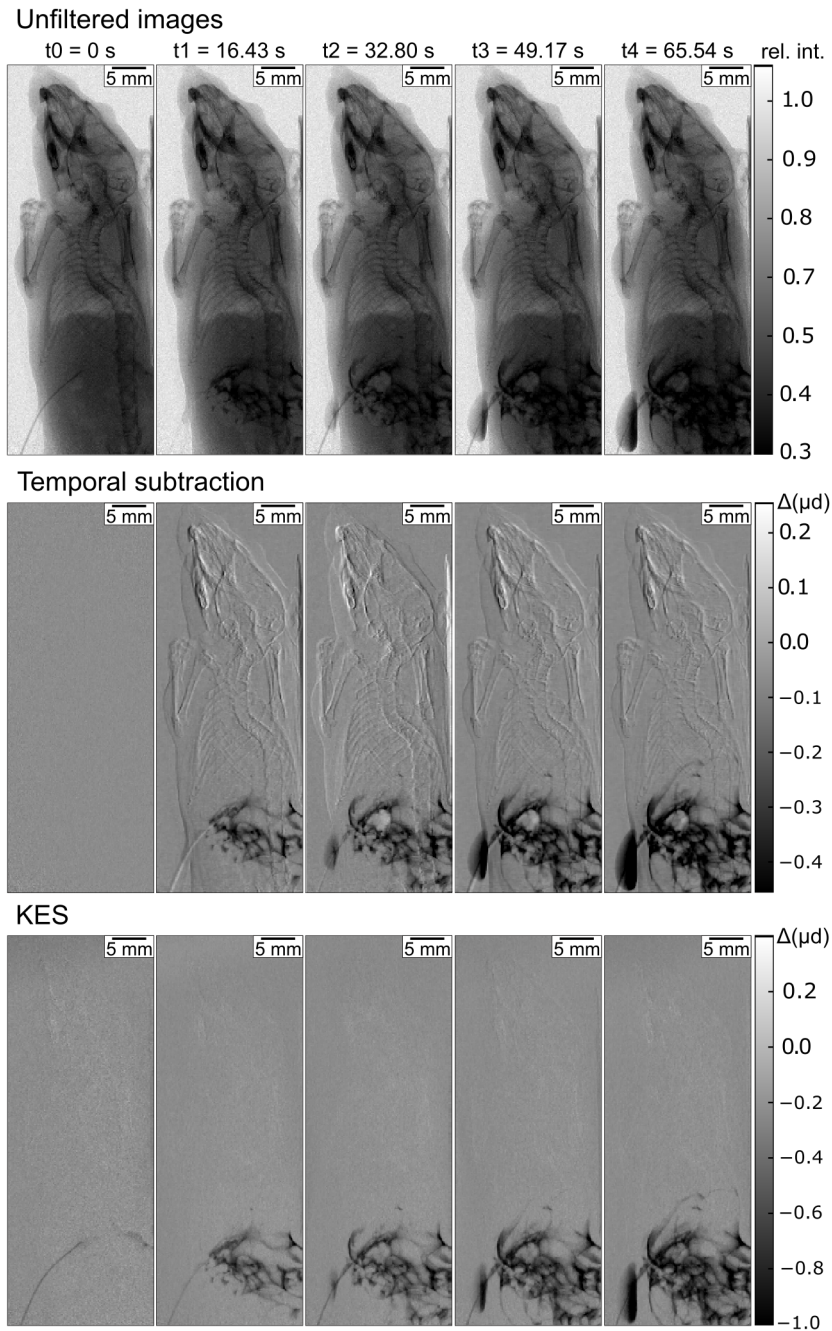 Unfiltered images
t0 = 0 s t1 = 16.43 s t2 = 32.80 s t3 = 49.17 s t4 = 65.54 s rel. int.
5 mm 5 mm 5 mm 5 mm 5 mm
1.0
0.9
0.8
0.7
0.5
0.4
0.3
Temporal subtraction
Δ(μd)
5 mm 5 mm 5 mm 5 mm 5 mm
0.2
0.1
0.0
−0.1
−0.2
−0.3
−0.4
KES
Δ(μd)
5 mm 5 mm 5 mm 5 mm 5 mm
0.2
0.0
−0.2
−0.4
−0.6
−0.8
−1.0